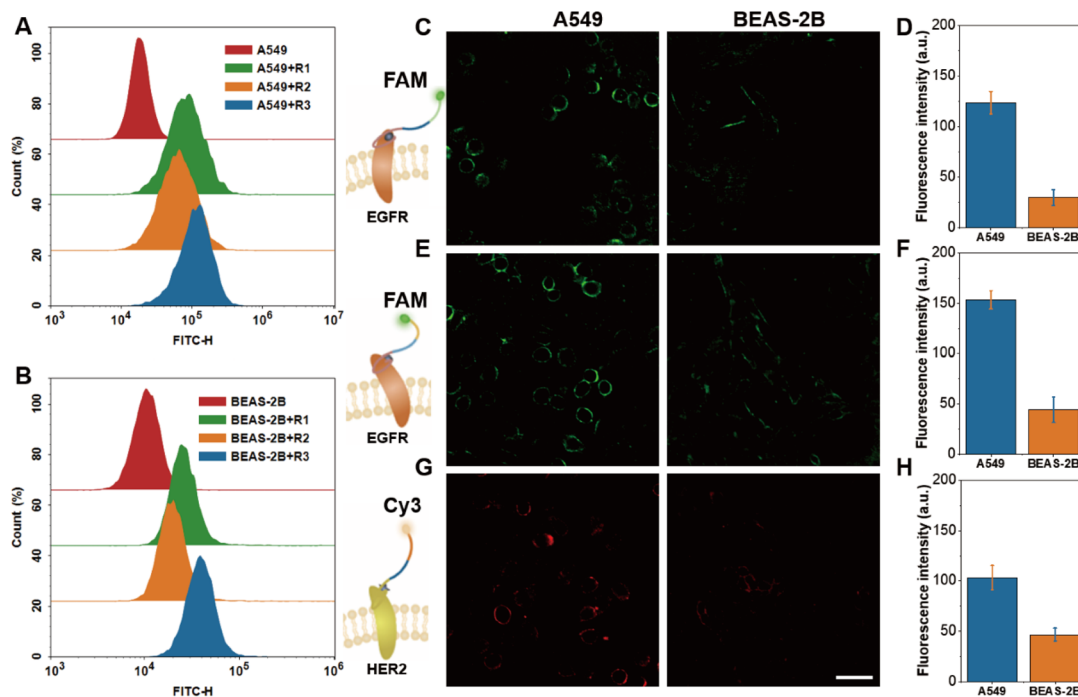 A
Count (%)
100
80
60
40
20
0
10³ 10⁴ 10⁵ 10⁶ 10⁷
FITC-H
A549
A549+R1
A549+R2
A549+R3
B
Count (%)
100
80
60
40
20
0
10³ 10⁴ 10⁵ 10⁶
FITC-H
BEAS-2B
BEAS-2B+R1
BEAS-2B+R2
BEAS-2B+R3
A549 BEAS-2B
C
FAM
EGFR
D
Fluorescence intensity (a.u.)
200
150
100
50
0
A549 BEAS-2B
E
FAM
EGFR
F
Fluorescence intensity (a.u.)
200
150
100
50
0
A549 BEAS-2B
G
Cy3
HER2
H
Fluorescence intensity (a.u.)
200
150
100
50
0
A549 BEAS-2B